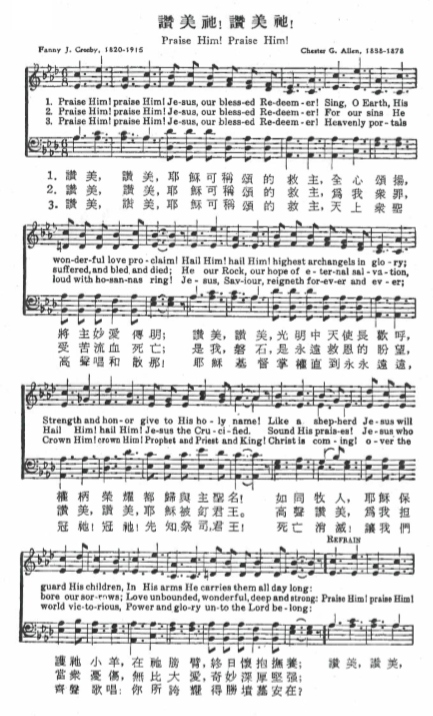 讚美祂! 讚美祂!
Praise Him! Praise Him!
Fanny J. Crosby, 1820-1915 Chester G. Allen, 1838-1878
1. Praise Him! praise Him! Je-sus, our bless-ed Re-deem-er! Sing, O Earth, His
2. Praise Him! praise Him! Je-sus, our bless-ed Re-deem-er! For our sins He
3. Praise Him! praise Him! Je-sus, our bless-ed Re-deem-er! Heavenly por-tals
1. 讚美, 讚美, 耶穌可稱頌的救主, 全心頌揚,
2. 讚美, 讚美, 耶穌可稱頌的救主, 爲我衆罪,
3. 讚美, 讚美, 耶穌可稱頌的救主, 天上衆聖
won-der-ful love pro-claim! Hail Him! hail Him! highest archangels in glo-ry;
suffered, and bled, and died; He our Rock, our hope of e-ter-nal sal-va-tion,
loud with ho-san-nas ring! Je-sus, Sav-iour, reigneth for-ev-er and ev-er;
將主妙愛傳明; 讚美, 讚美, 光明中天使長歡呼,
受苦流血死亡; 是我, 磐石, 是永遠救恩的盼望,
高聲唱和散那! 耶穌基督掌權直到永永遠遠,
Strength and hon-or give to His ho-ly name! Like a shep-herd Je-sus will
Hail Him! hail Him! Je-sus the Cru-ci-fied. Sound His prais-es! Je-sus who
Crown Him! crown Him! Prophet and Priest and King! Christ is com-ing! o-ver the
權柄榮耀都歸與主聖名! 如同牧人, 耶穌保
讚美, 讚美, 耶穌被釘君王。 高聲讚美, 爲我担
冠祂! 冠祂! 先知, 祭司, 君王! 死亡消滅! 讓我們
REFRAIN
guard His children, In His arms He carries them all day long:
bore our sor-rows; Love unbounded, wonderful, deep and strong: Praise Him! praise Him!
world vic-to-rious, Power and glo-ry un-to the Lord be-long:
護祂小羊, 在祂膀臂, 終日懷抱撫養; 讚美, 讚美,
當衆憂傷, 無比大愛, 奇妙深厚堅强;
齊聲歌唱: 你所誇耀得勝墳墓安在?